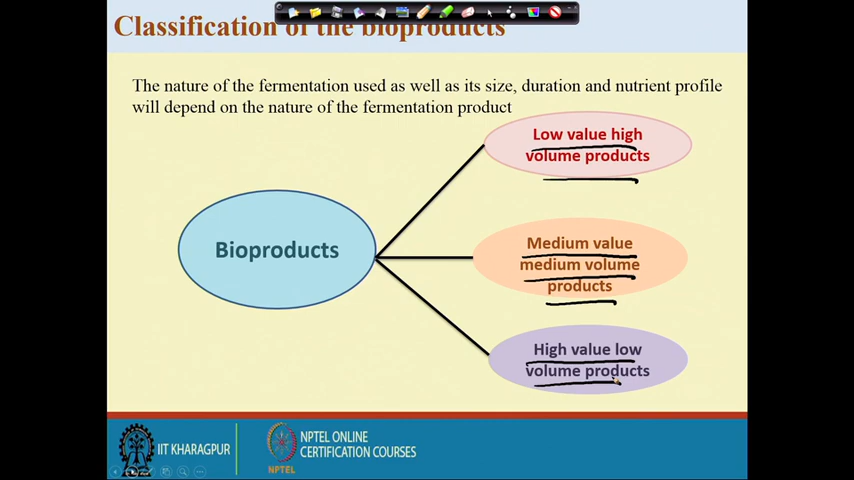 Classification of the bioproducts
The nature of the fermentation used as well as its size, duration and nutrient profile
will depend on the nature of the fermentation product
Low value high
volume products
Bioproducts
Medium value
medium volume
products
High value low
volume products
IIT KHARAGPUR
NPTEL
NPTEL ONLINE
CERTIFICATION COURSES